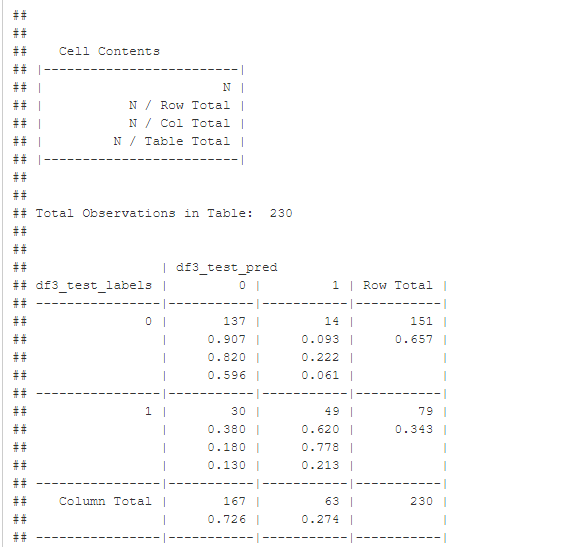 ##
##
##    Cell Contents
## |-------------------------|
## |                       N |
## |           N / Row Total |
## |           N / Col Total |
## |         N / Table Total |
## |-------------------------|
##
##
## Total Observations in Table:  230
##
##
##                 | df3_test_pred
## df3_test_labels |         0 |         1 | Row Total |
## ----------------|-----------|-----------|-----------|
##               0 |       137 |        14 |       151 |
##                 |     0.907 |     0.093 |     0.657 |
##                 |     0.820 |     0.222 |           |
##                 |     0.596 |     0.061 |           |
## ----------------|-----------|-----------|-----------|
##               1 |        30 |        49 |        79 |
##                 |     0.380 |     0.620 |     0.343 |
##                 |     0.180 |     0.778 |           |
##                 |     0.130 |     0.213 |           |
## ----------------|-----------|-----------|-----------|
##    Column Total |       167 |        63 |       230 |
##                 |     0.726 |     0.274 |           |
## ----------------|-----------|-----------|-----------|